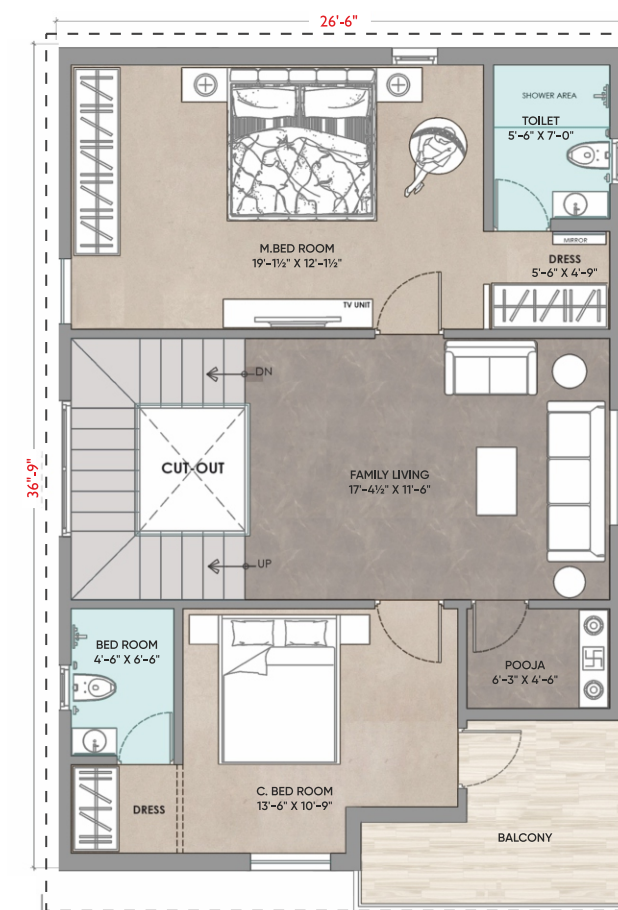 26'-6"
SHOWER AREA
TOILET
5'-6" X 7'-0"
M.BED ROOM
19'-1½" X 12'-1½"
MIRROR
DRESS
5'-6" X 4'-9"
TV UNIT
DN
CUT-OUT
FAMILY LIVING
17'-4½" X 11'-6"
36"-9"
UP
BED ROOM
4'-6" X 6'-6"
POOJA
6'-3" X 4'-6"
C. BED ROOM
13'-6" X 10'-9"
DRESS
BALCONY